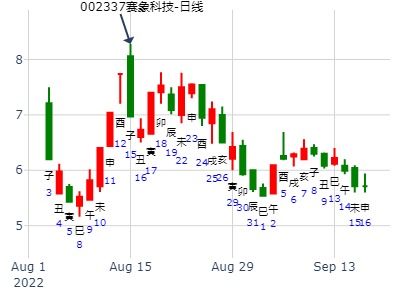 002337赛象科技-日线
8
7
6
5
子
3
丑
4
寅
5
巳
8
午
9
未
10
申
11
酉
12
子
15
丑
16
寅
17
卯
18
辰
19
未
22
申
23
酉
24
戌
25
亥
26
寅
29
卯
30
辰
31
巳
1
午
2
酉
5
戌
6
亥
7
子
8
丑
9
巳
13
午
14
未
15
申
16
Aug 1
2022
Aug 15
Aug 29
Sep 13